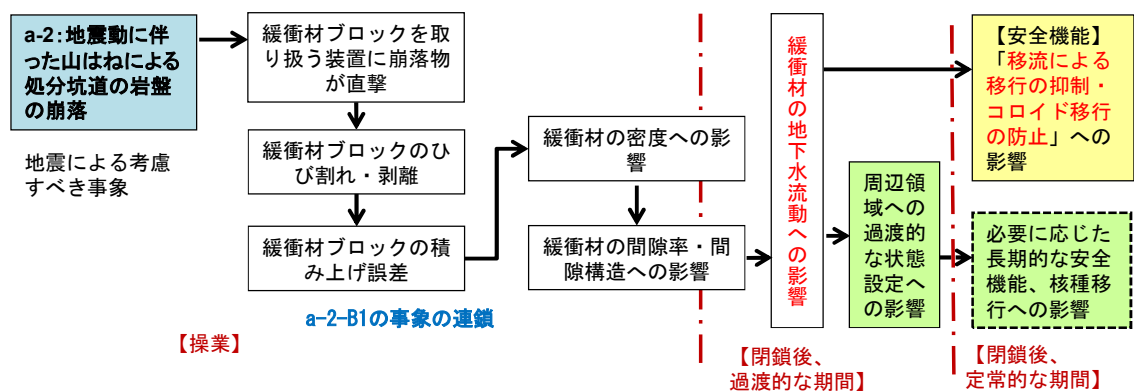 a-2：地震動に伴
った山はねによる
処分坑道の岩盤
の崩落
地震による考慮
すべき事象
緩衝材ブロックを取
り扱う装置に崩落物
が直撃
緩衝材ブロックのひ
び割れ・剥離
緩衝材ブロックの積
み上げ誤差
a-2-B1の事象の連鎖
【操業】
緩衝材の密度への影
響
緩衝材の間隙率・間
隙構造への影響
緩衝材の地下水流動への影響
周辺領
域への
過渡的
な状態
設定へ
の影響
【安全機能】
「移流による
移行の抑制・
コロイド移行
の防止」への
影響
必要に応じた
長期的な安全
機能、核種移
行への影響
【閉鎖後、
過渡的な期間】
【閉鎖後、
定常的な期間】